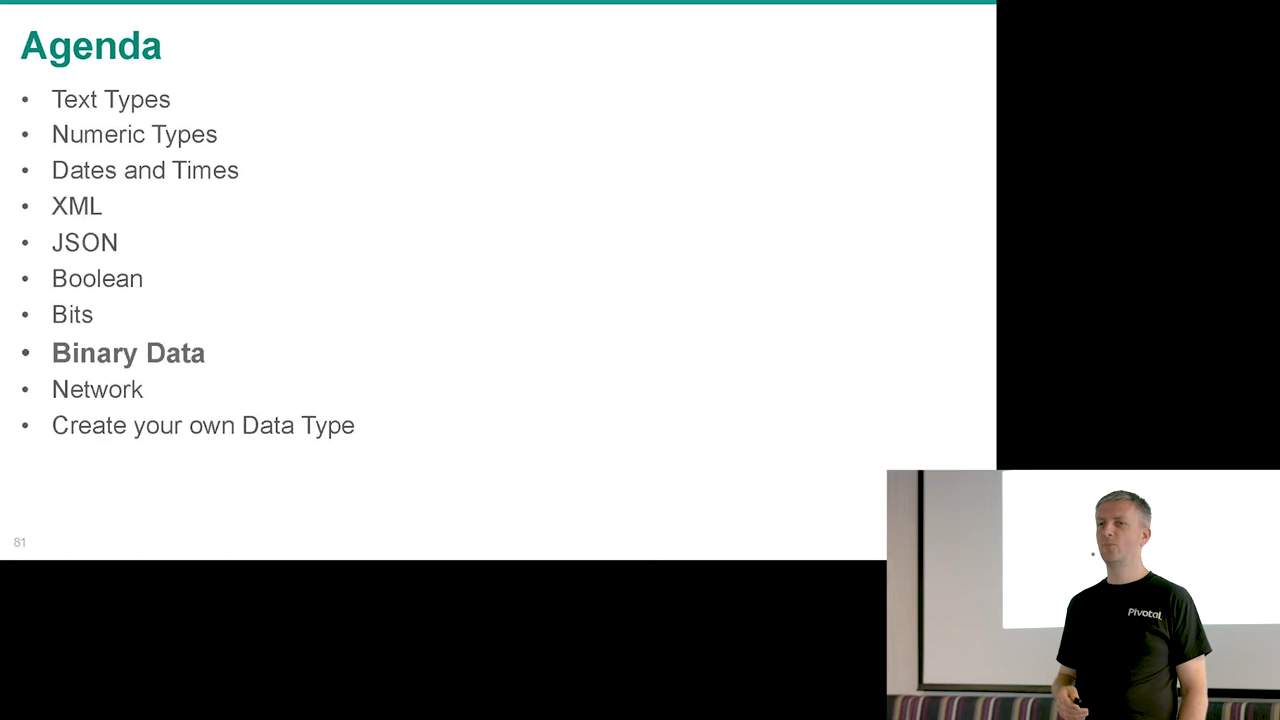 Agenda
• Text Types
• Numeric Types
• Dates and Times
• XML
• JSON
• Boolean
• Bits
• Binary Data
• Network
• Create your own Data Type
81
Pivotal